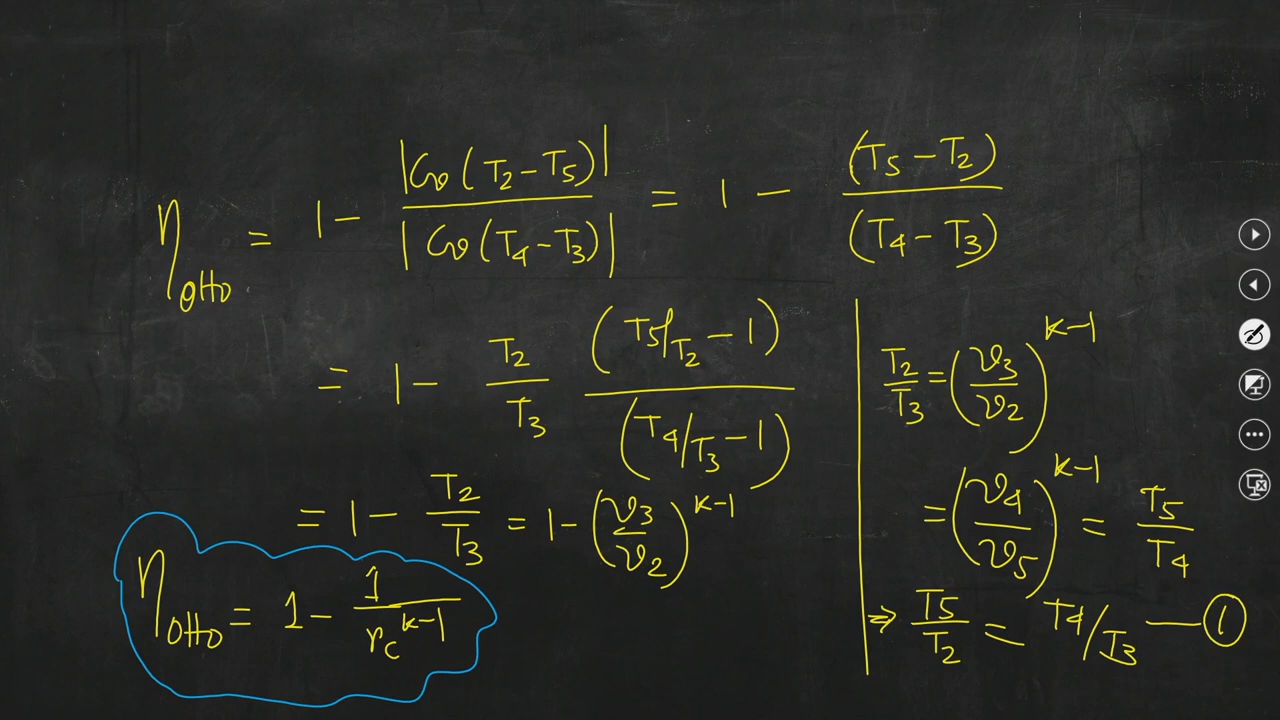 η_otto = 1 − |Cv(T2−T5)| / |Cv(T4−T3)| = 1 − (T5−T2) / (T4−T3)
= 1 − T2/T3 (T5/T2 − 1) / (T4/T3 − 1)
= 1 − T2/T3 = 1 − (v3/v2)^(k−1)
η_otto = 1 − 1/rc^(k−1)
T2/T3 = (v3/v2)^(k−1)
= (v4/v5)^(k−1) = T5/T4
⇒ T5/T2 = T4/T3 — ①